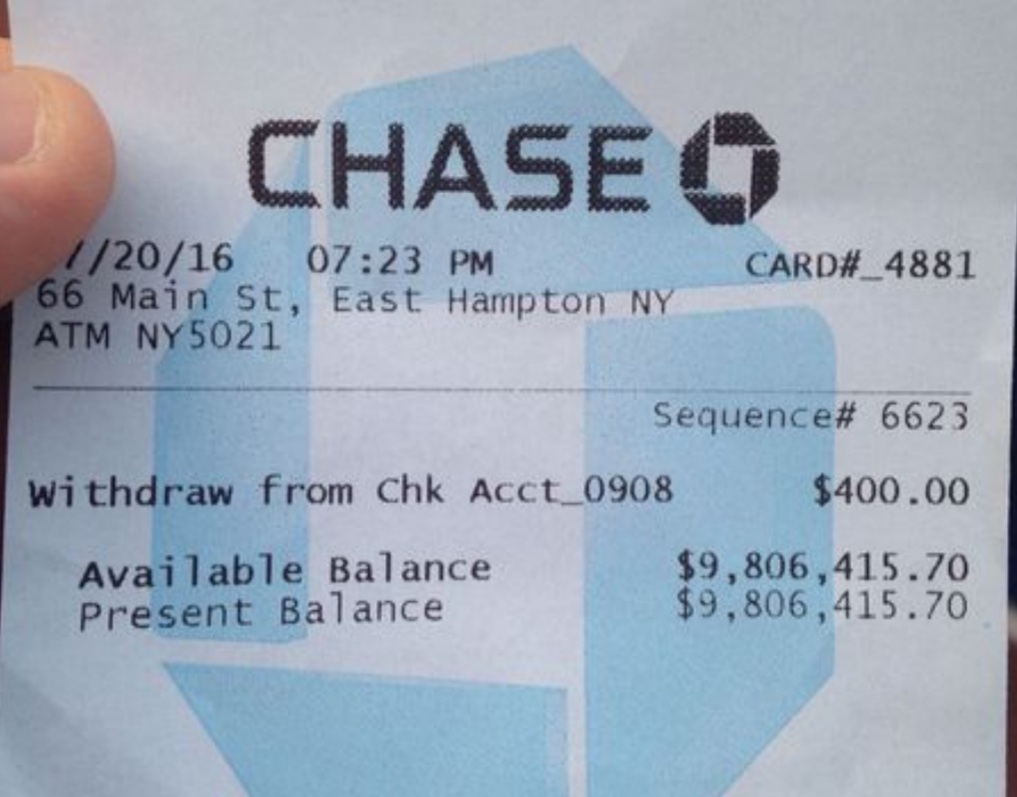 CHASE
7/20/16 07:23 PM CARD#_4881
66 Main St, East Hampton NY
ATM NY5021
Sequence# 6623
Withdraw from Chk Acct_0908 $400.00
Available Balance $9,806,415.70
Present Balance $9,806,415.70